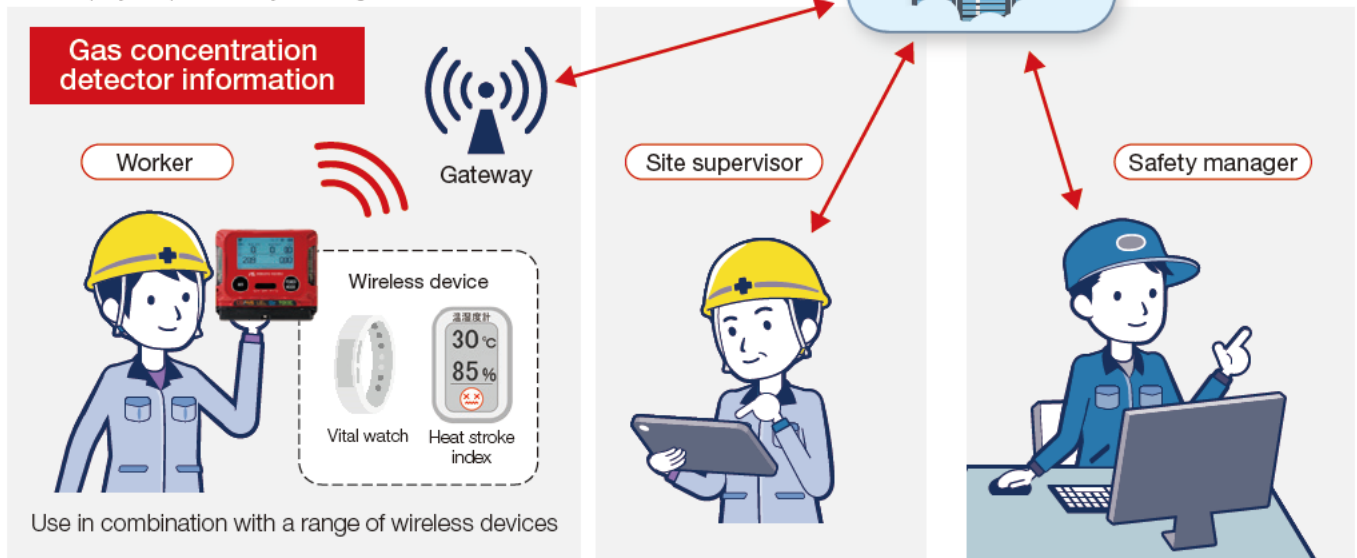 Gas concentration
detector information
Worker
Gateway
Wireless device
温湿度計
30℃
85%
Vital watch
Heat stroke
index
Use in combination with a range of wireless devices
Site supervisor
Safety manager